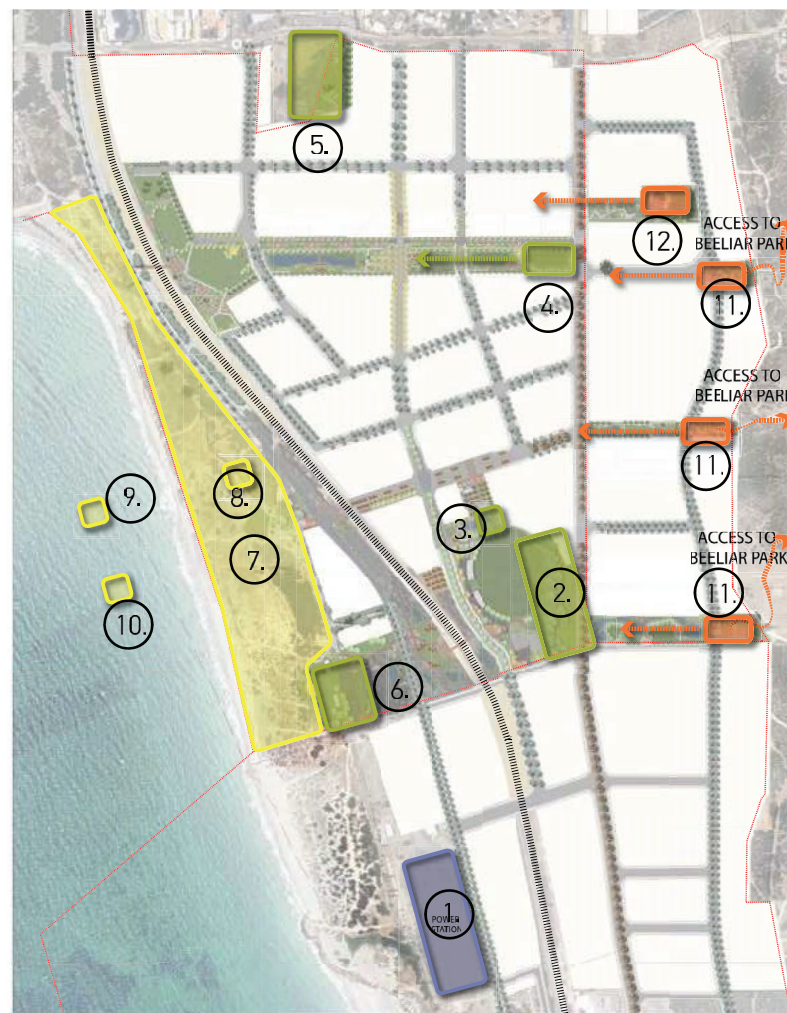 5.
12.
ACCESS TO
BEELIAR PARK
11.
4.
ACCESS TO
BEELIAR PARK
11.
8.
9.
3.
7.
ACCESS TO
BEELIAR PARK
2.
11.
10.
6.
1
POWER
STATION